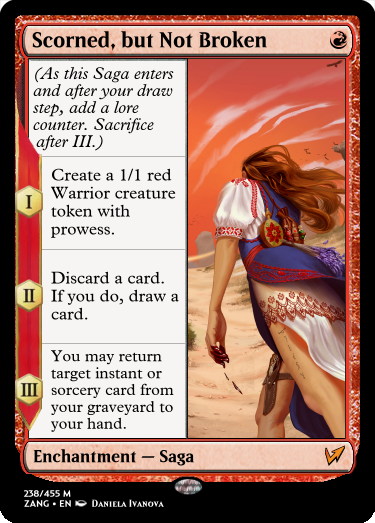 Scorned, but Not Broken
(As this Saga enters
and after your draw
step, add a lore
counter. Sacrifice
after III.)
I
Create a 1/1 red
Warrior creature
token with
prowess.
II
Discard a card.
If you do, draw a
card.
III
You may return
target instant or
sorcery card from
your graveyard to
your hand.
Enchantment — Saga
238/455 M
ZANG • EN Daniela Ivanova